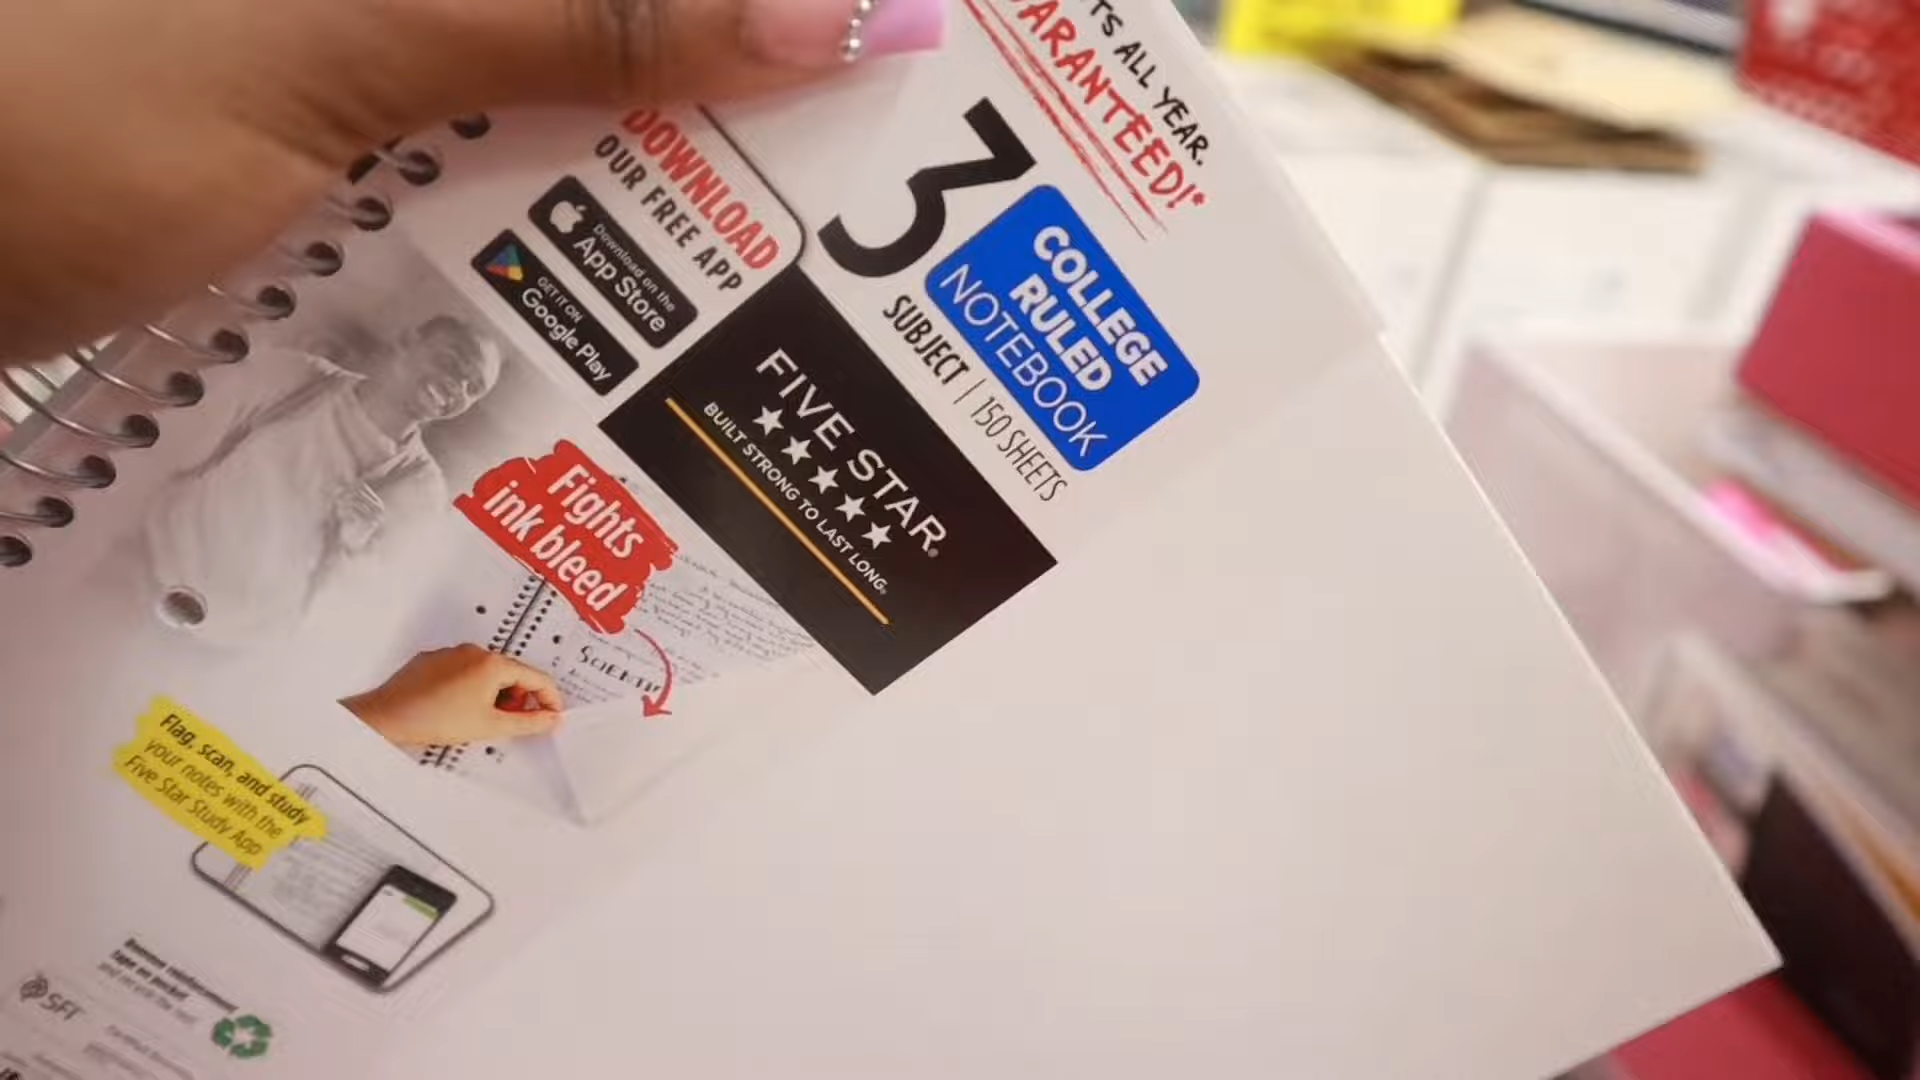 ALL YEAR.
DOWNLOAD
OUR FREE APP
Download on the
App Store
GET IT ON
Google Play
3
SUBJECT | 150 SHEETS
COLLEGE
RULED
NOTEBOOK
FIVE STAR®
BUILT STRONG TO LAST LONG.
Fights
ink bleed
Flag, scan, and study
your notes with the
Five Star Study App
SFI